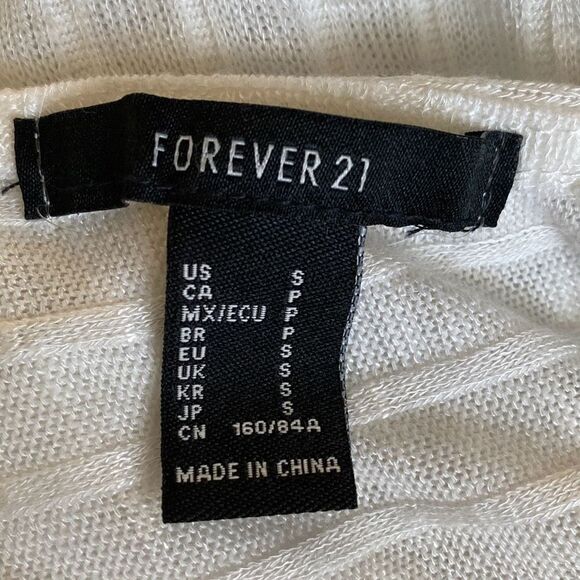 FOREVER 21
US S
CA P
MX/ECU P
BR P
EU S
UK S
KR S
JP S
CN 160/84A
MADE IN CHINA